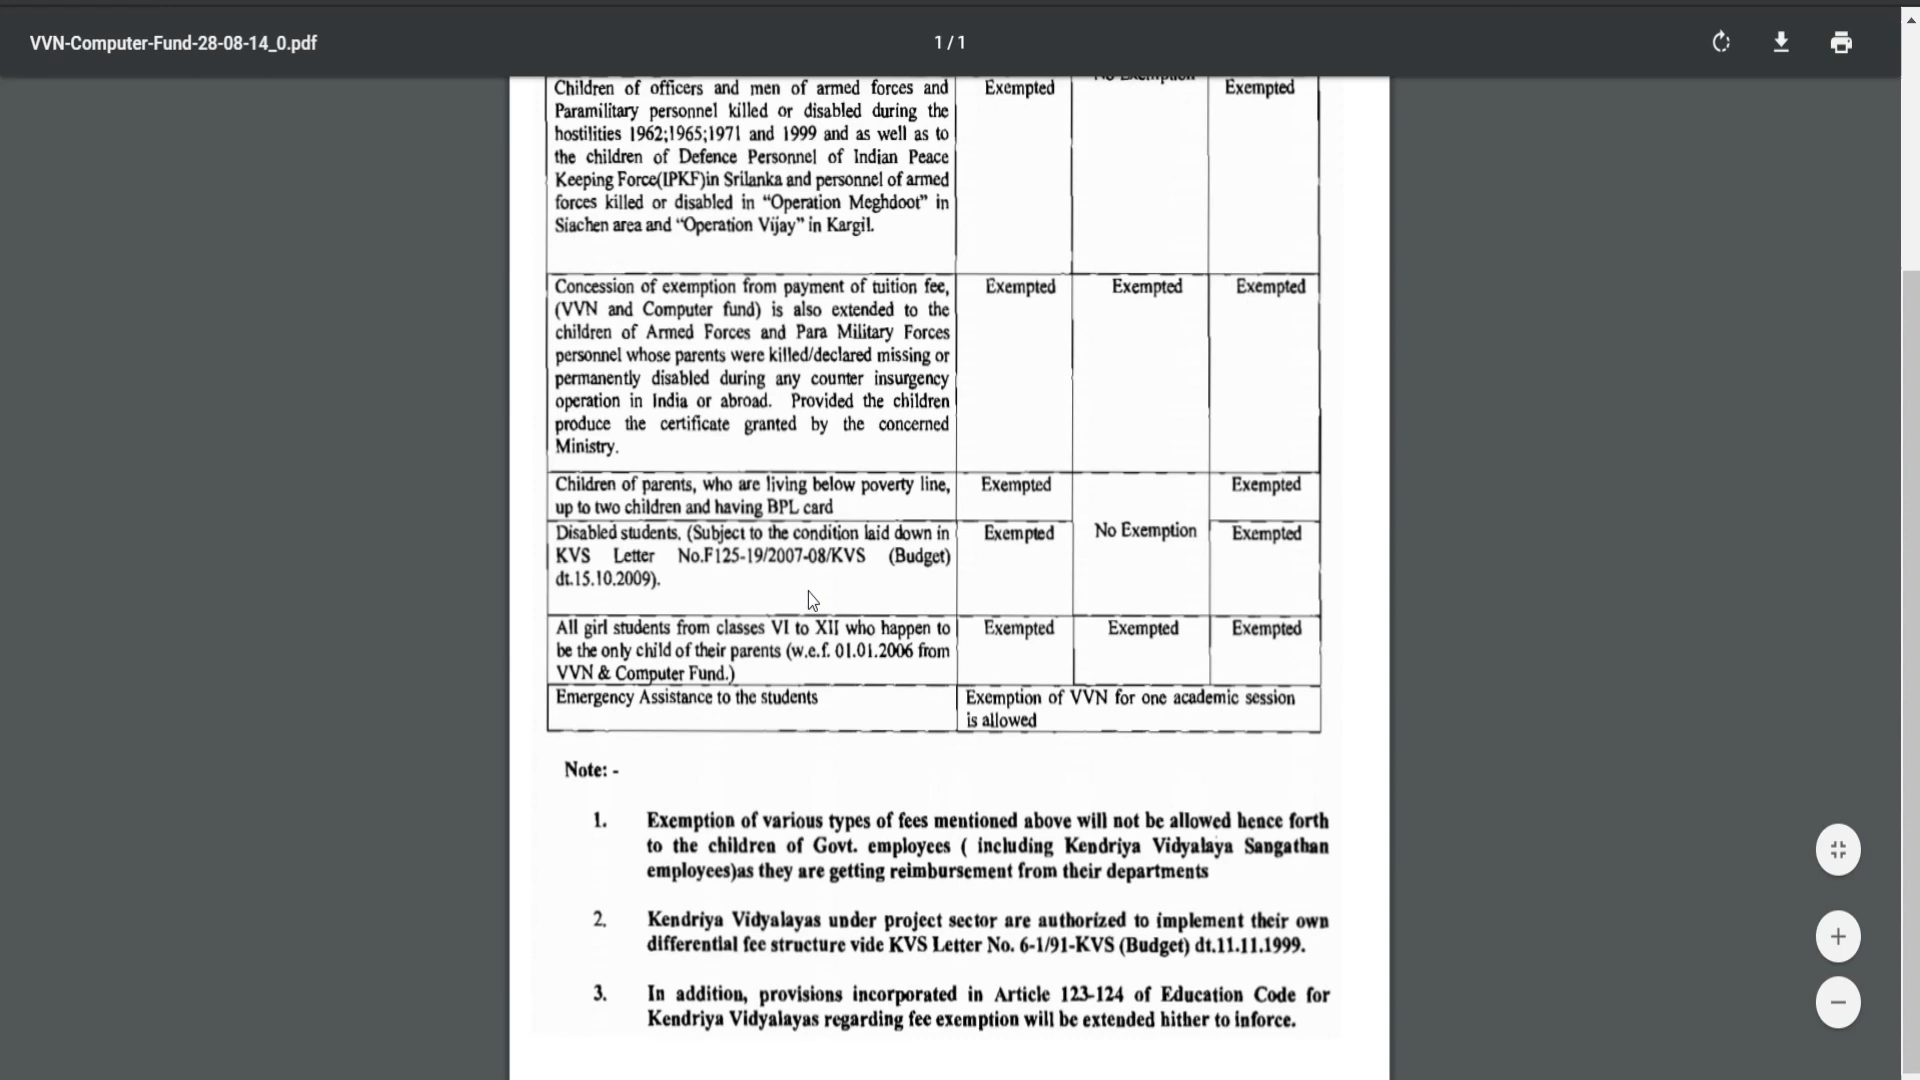 VVN-Computer-Fund-28-08-14_0.pdf
1 / 1
No Exemption
Children of officers and men of armed forces and Exempted Exempted
Paramilitary personnel killed or disabled during the
hostilities 1962;1965;1971 and 1999 and as well as to
the children of Defence Personnel of Indian Peace
Keeping Force(IPKF)in Srilanka and personnel of armed
forces killed or disabled in “Operation Meghdoot” in
Siachen area and “Operation Vijay” in Kargil.
Concession of exemption from payment of tuition fee, Exempted Exempted Exempted
(VVN and Computer fund) is also extended to the
children of Armed Forces and Para Military Forces
personnel whose parents were killed/declared missing or
permanently disabled during any counter insurgency
operation in India or abroad. Provided the children
produce the certificate granted by the concerned
Ministry.
Children of parents, who are living below poverty line, Exempted Exempted
up to two children and having BPL card
Disabled students, (Subject to the condition laid down in Exempted No Exemption Exempted
KVS Letter No.F125-19/2007-08/KVS (Budget)
dt.15.10.2009).
All girl students from classes VI to XII who happen to Exempted Exempted Exempted
be the only child of their parents (w.e.f. 01.01.2006 from
VVN & Computer Fund.)
Emergency Assistance to the students Exemption of VVN for one academic session
is allowed
Note: -
1. Exemption of various types of fees mentioned above will not be allowed hence forth
to the children of Govt. employees ( including Kendriya Vidyalaya Sangathan
employees)as they are getting reimbursement from their departments
2. Kendriya Vidyalayas under project sector are authorized to implement their own
differential fee structure vide KVS Letter No. 6-1/91-KVS (Budget) dt.11.11.1999.
3. In addition, provisions incorporated in Article 123-124 of Education Code for
Kendriya Vidyalayas regarding fee exemption will be extended hither to inforce.